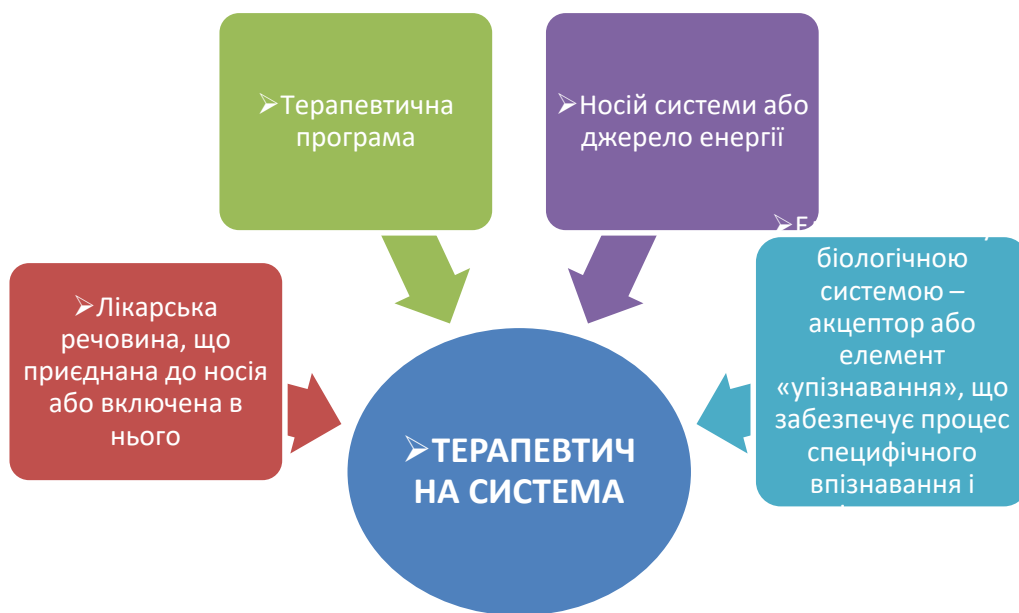 ➢Терапевтична
програма
➢Носій системи або
джерело енергії
➢Лікарська
речовина, що
приєднана до носія
або включена в
нього
біологічною
системою –
акцептор або
елемент
«упізнавання», що
забезпечує процес
специфічного
впізнавання і
➢ТЕРАПЕВТИЧ
НА СИСТЕМА